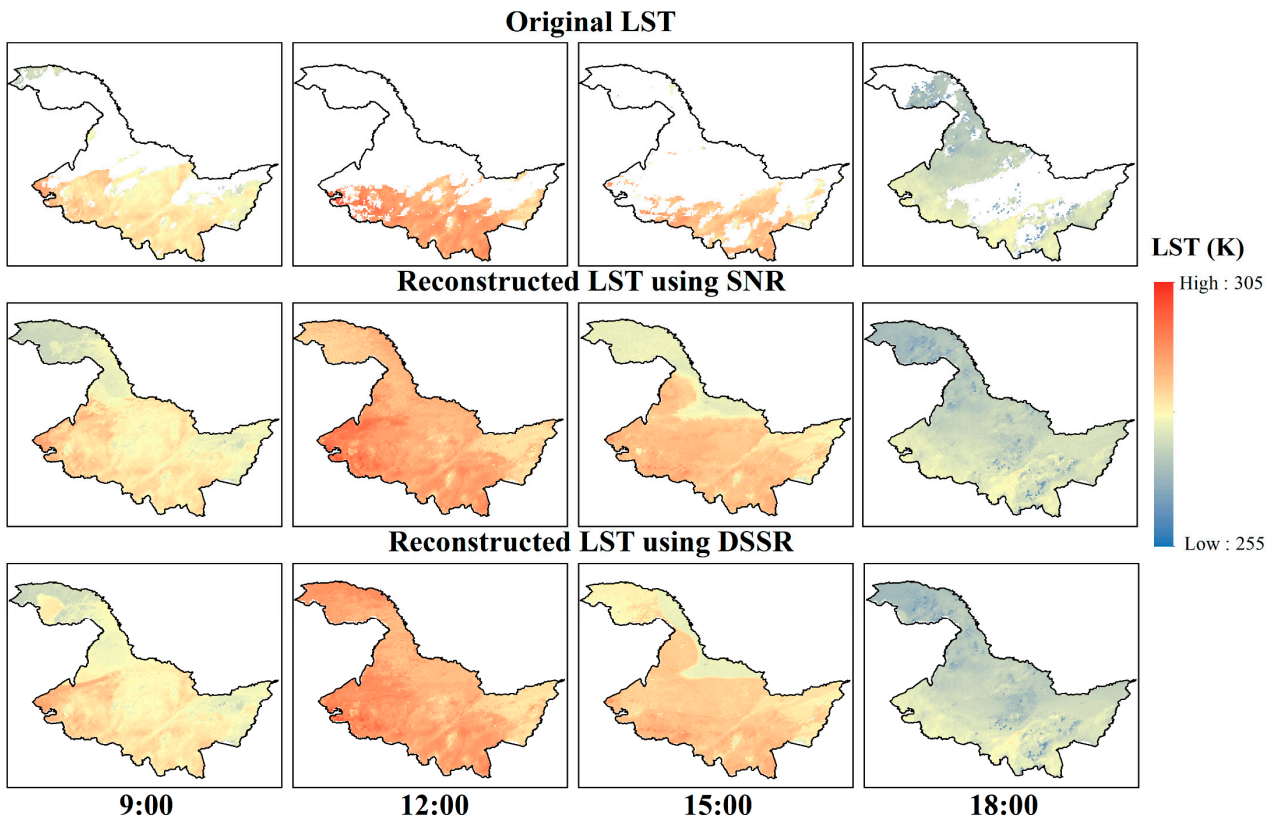 Original LST
LST (K)
High : 305
Low : 255
Reconstructed LST using SNR
Reconstructed LST using DSSR
9:00
12:00
15:00
18:00